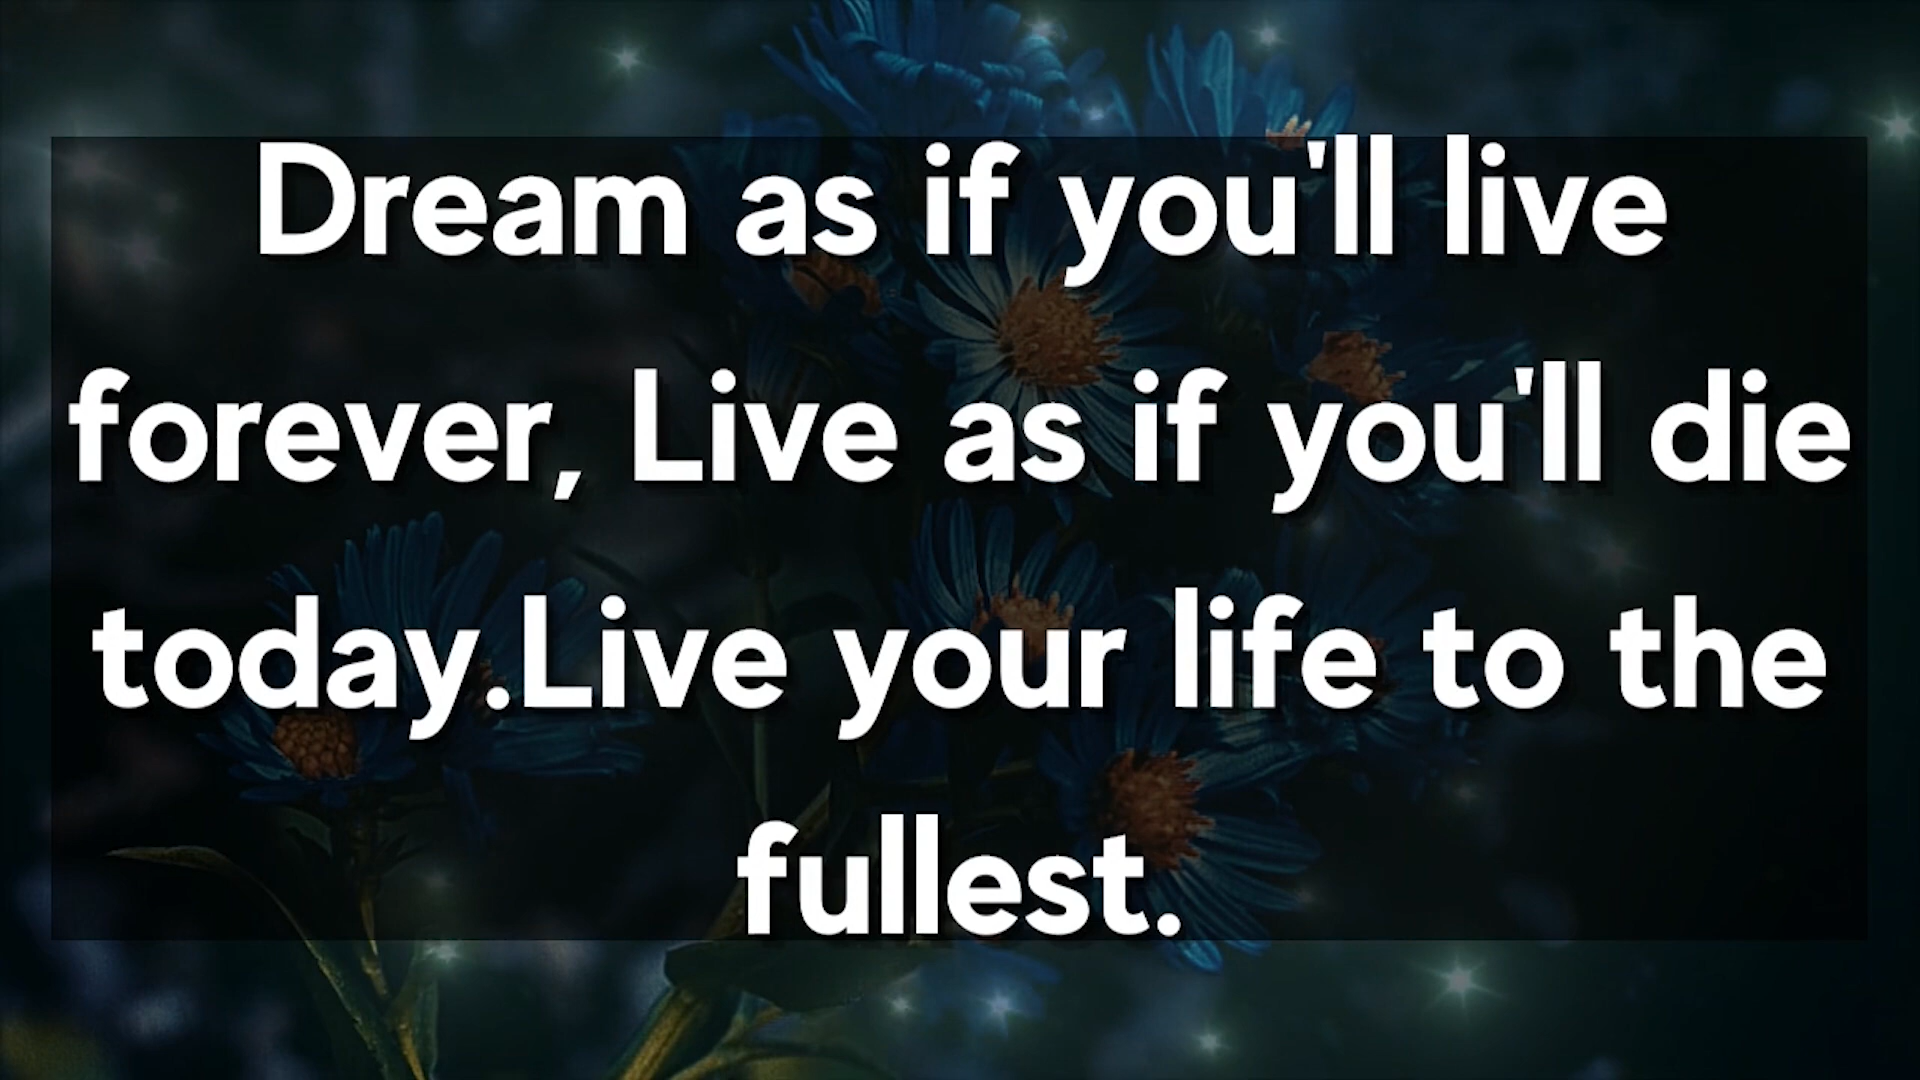 Dream as if you'll live
forever, Live as if you'll die
today.Live your life to the
fullest.